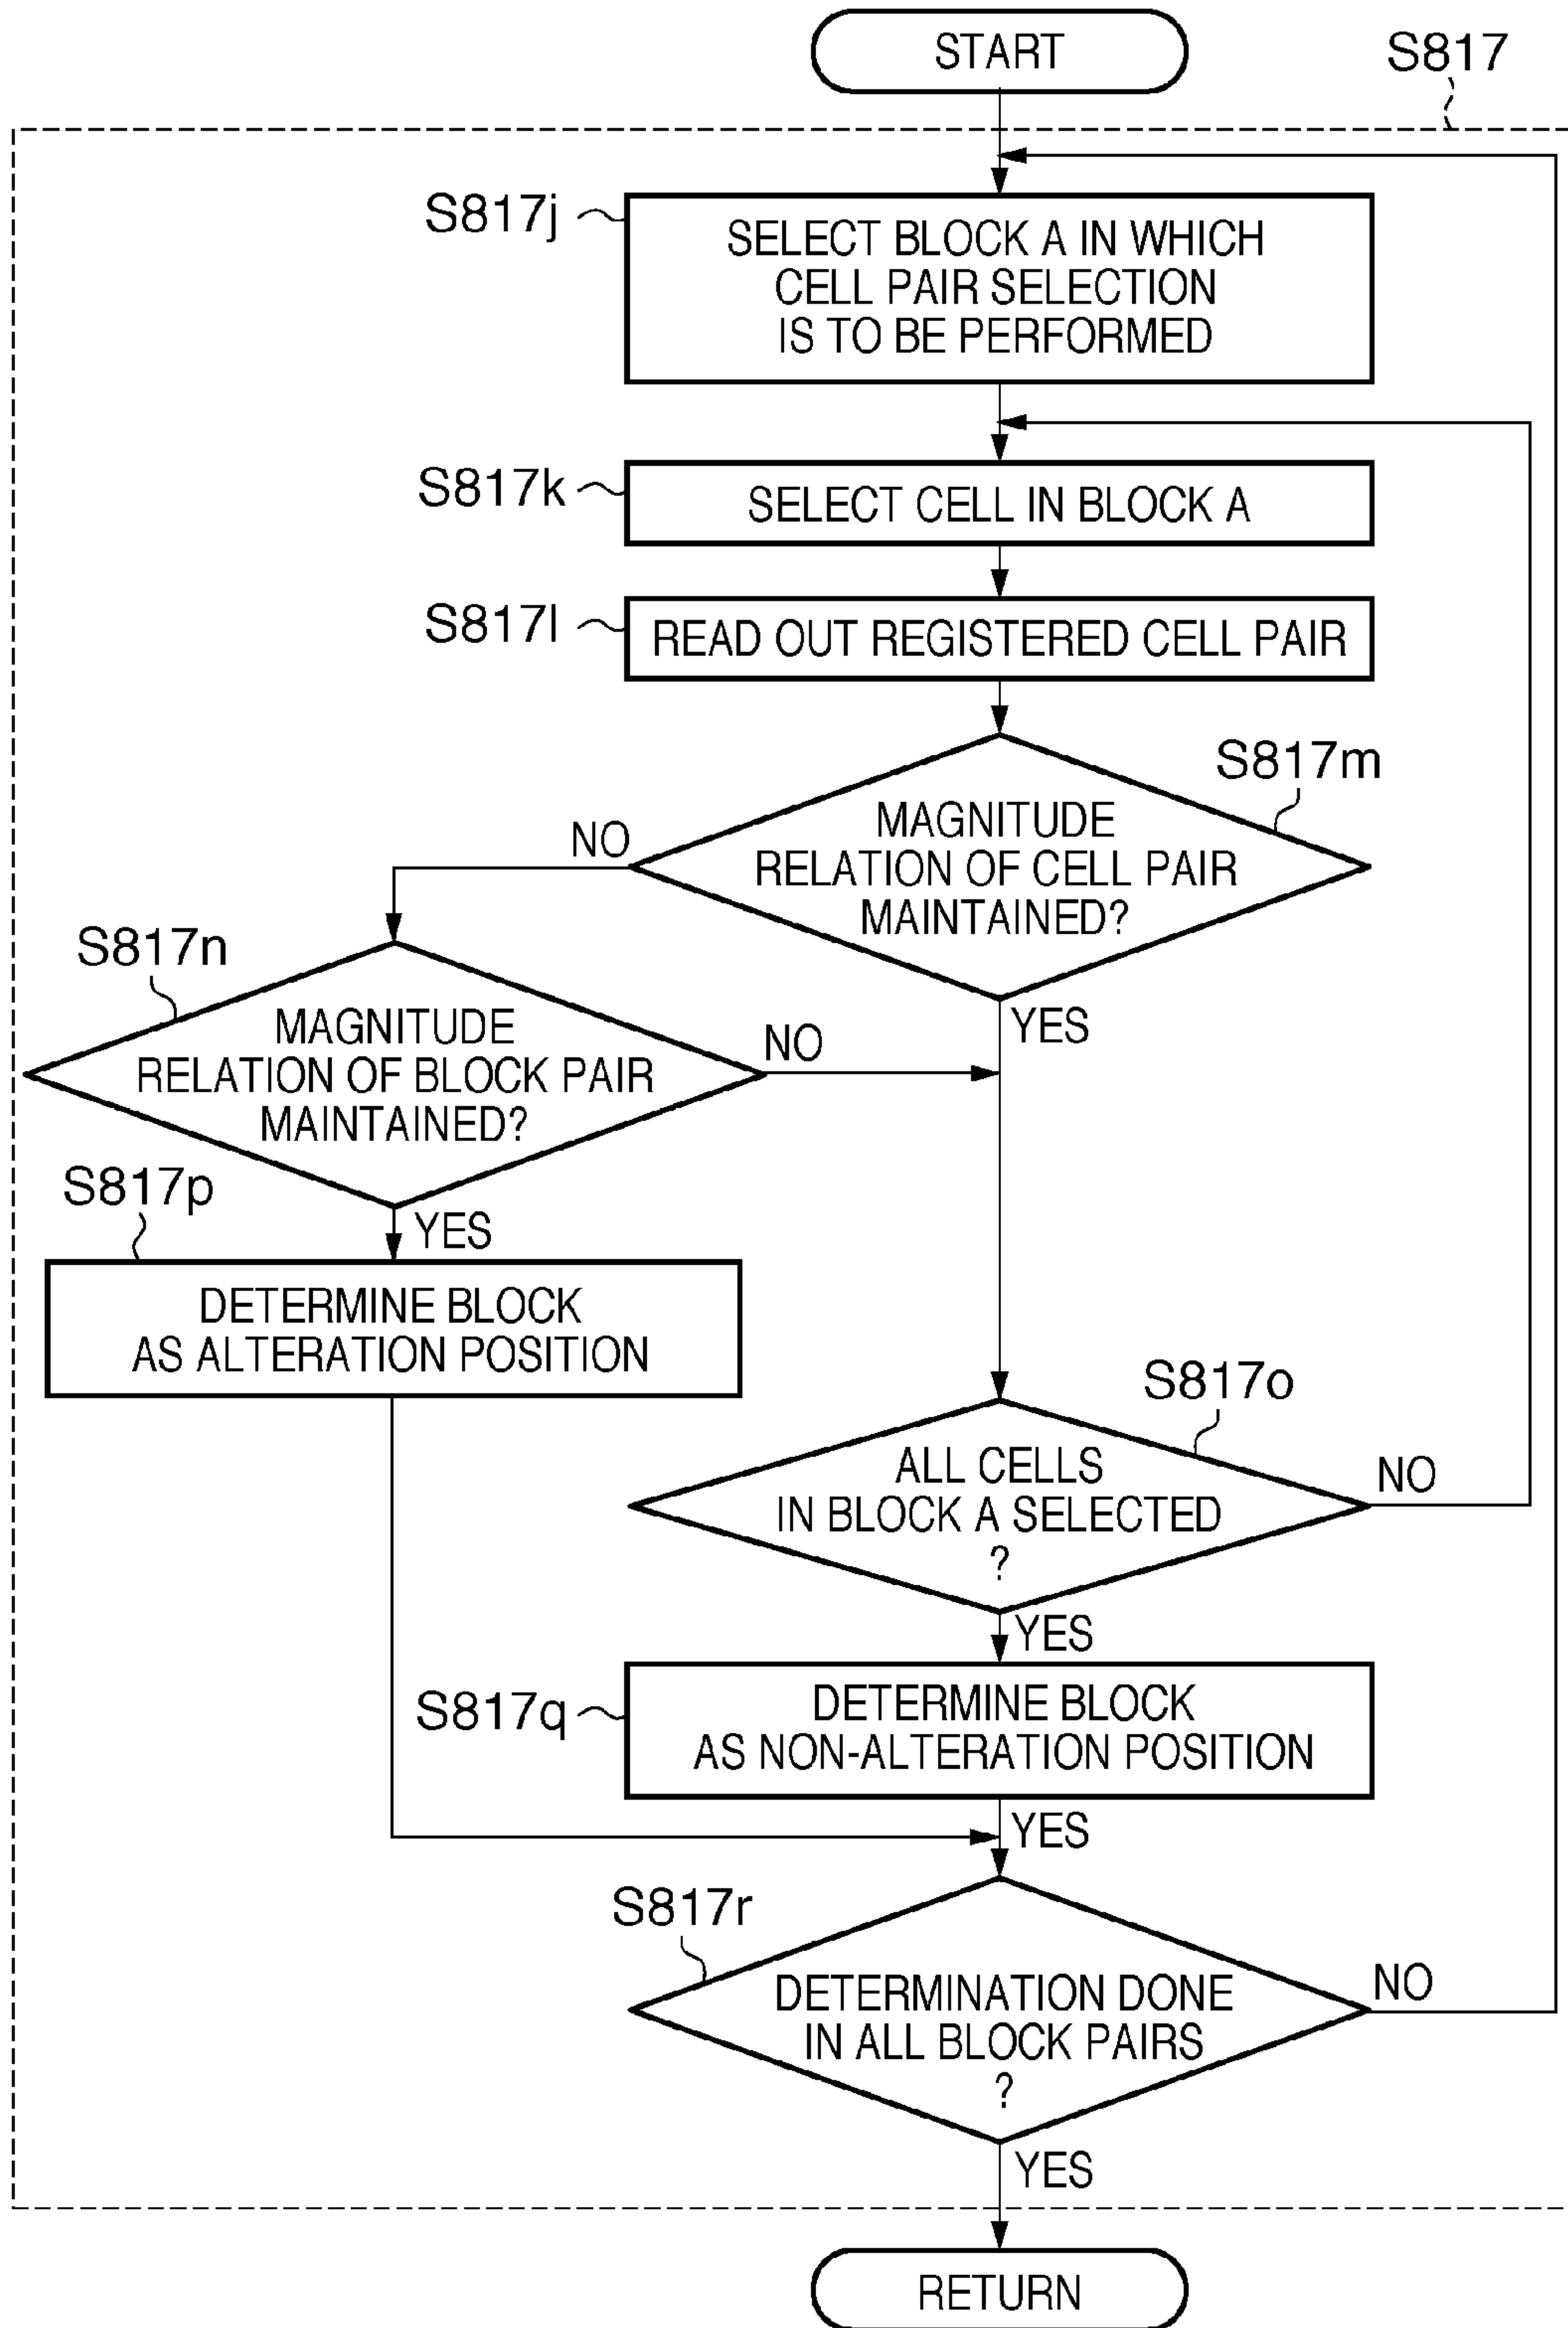 START
S817
S817j
SELECT BLOCK A IN WHICH
CELL PAIR SELECTION
IS TO BE PERFORMED
S817k
SELECT CELL IN BLOCK A
S817l
READ OUT REGISTERED CELL PAIR
S817m
MAGNITUDE
RELATION OF CELL PAIR
MAINTAINED?
NO
YES
S817n
MAGNITUDE
RELATION OF BLOCK PAIR
MAINTAINED?
NO
YES
S817p
DETERMINE BLOCK
AS ALTERATION POSITION
S817o
ALL CELLS
IN BLOCK A SELECTED
?
NO
YES
S817q
DETERMINE BLOCK
AS NON-ALTERATION POSITION
YES
S817r
DETERMINATION DONE
IN ALL BLOCK PAIRS
?
NO
YES
RETURN